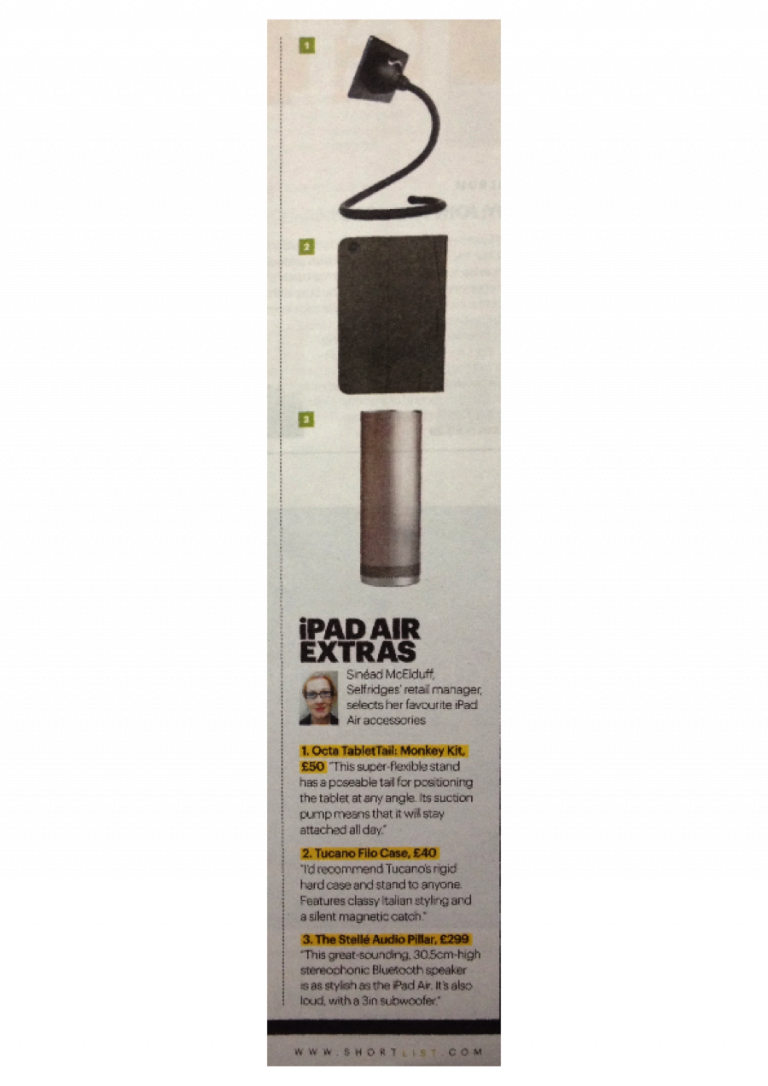 1
2
3
iPAD AIR
EXTRAS
Sinéad McElduff,
Selfridges' retail manager,
selects her favourite iPad
Air accessories
1. Octa TabletTail: Monkey Kit,
£50 "This super-flexible stand
has a poseable tail for positioning
the tablet at any angle. Its suction
pump means that it will stay
attached all day."
2. Tucano Filo Case, £40
"I'd recommend Tucano's rigid
hard case and stand to anyone.
Features classy Italian styling and
a silent magnetic catch."
3. The Stellé Audio Pillar, £299
"This great-sounding, 30.5cm-high
stereophonic Bluetooth speaker
is as stylish as the iPad Air. It's also
loud, with a 3in subwoofer."
WWW.SHORTLIST.COM